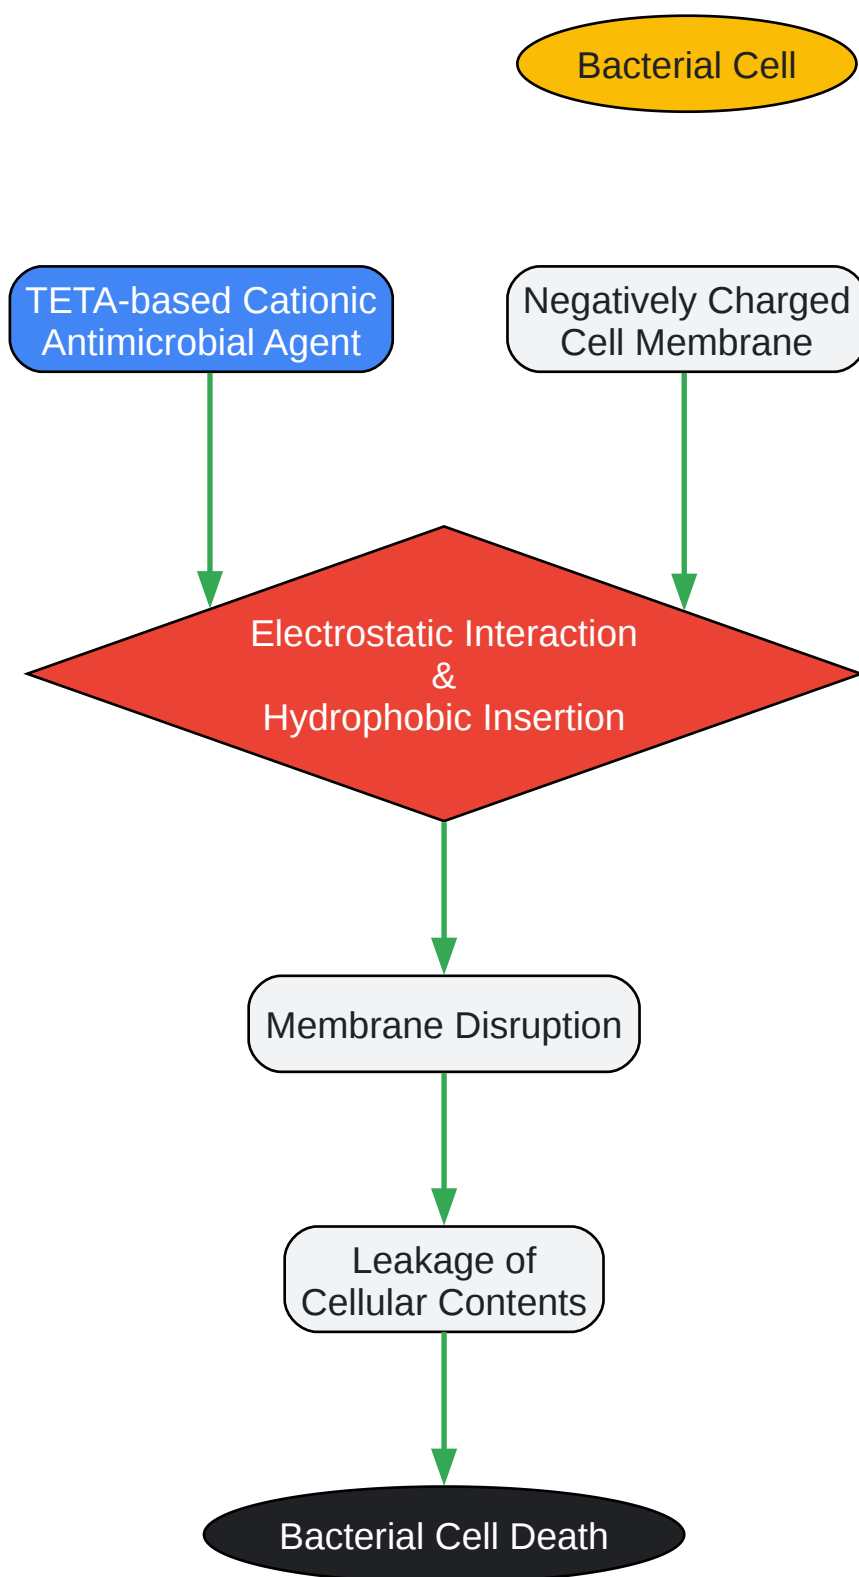 Bacterial Cell
TETA-based Cationic
Antimicrobial Agent
Negatively Charged
Cell Membrane
Electrostatic Interaction
&
Hydrophobic Insertion
Membrane Disruption
Leakage of
Cellular Contents
Bacterial Cell Death